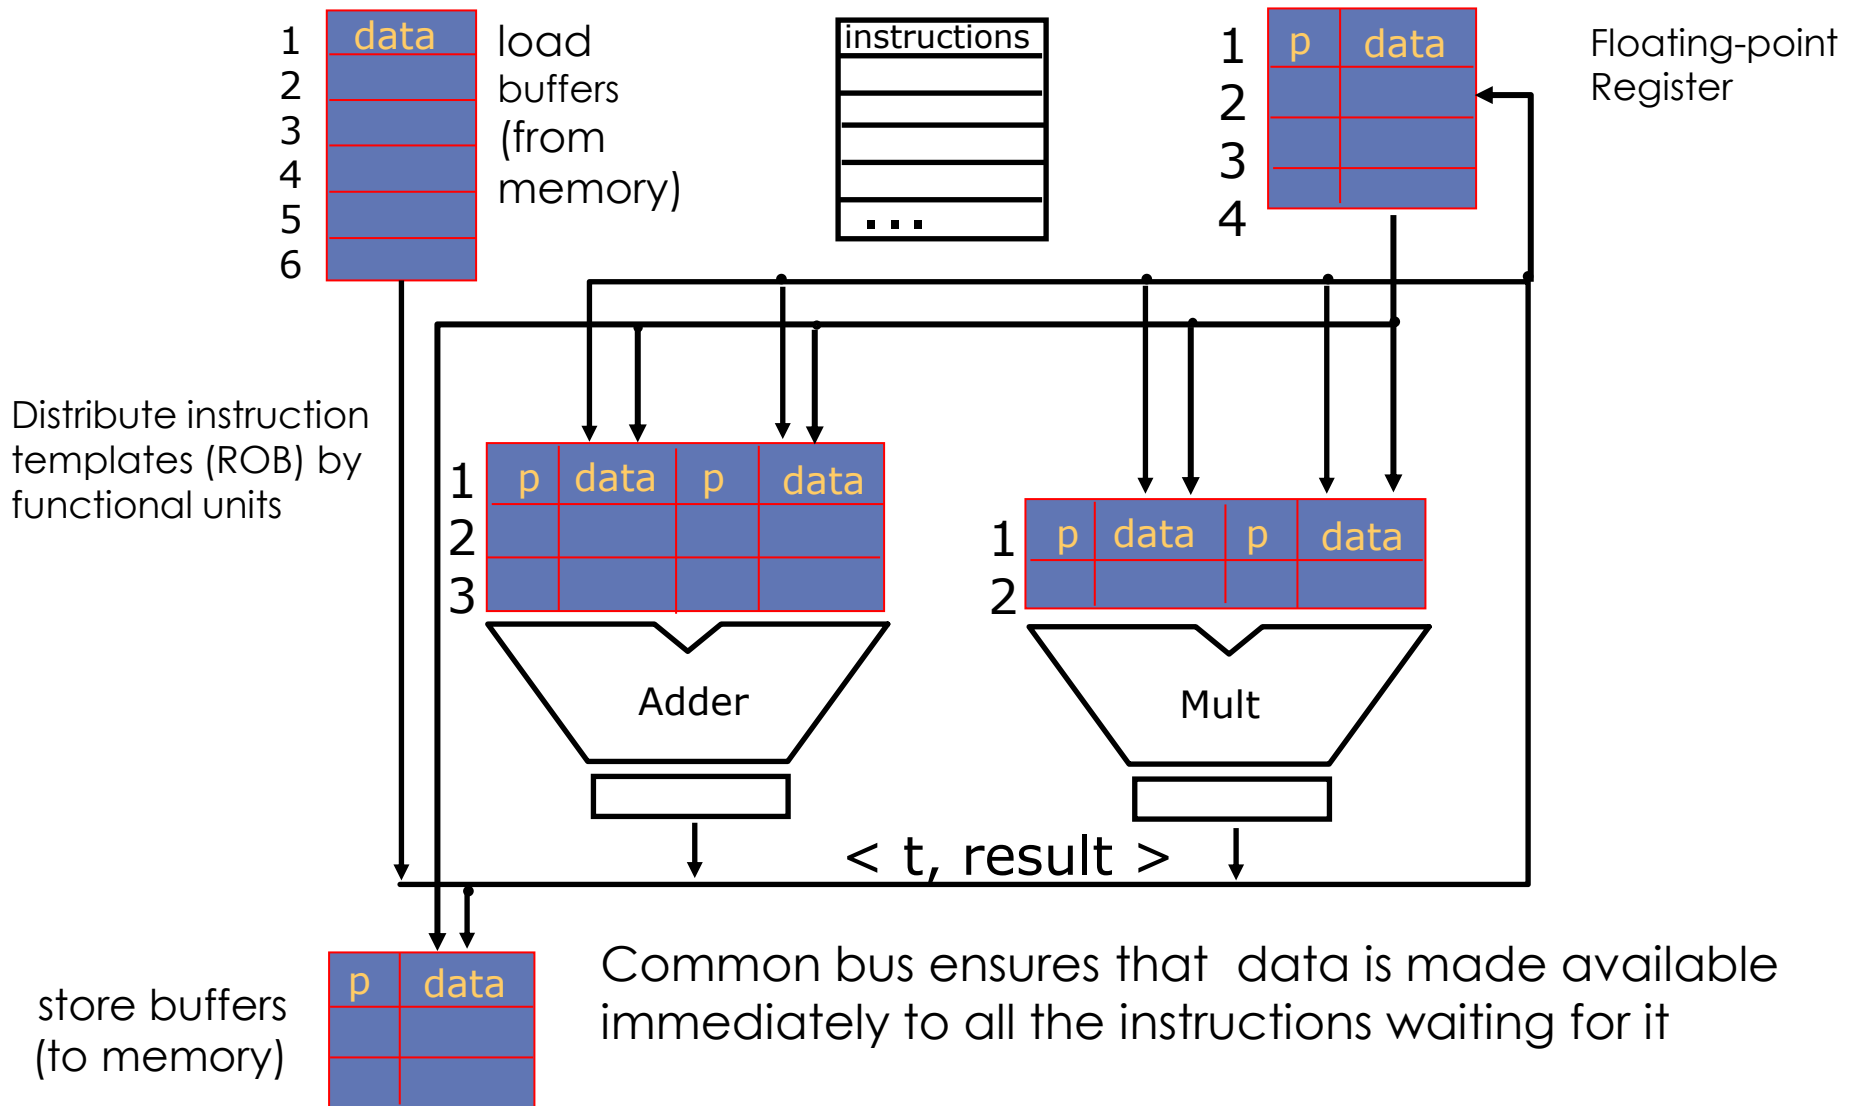 1
2
3
4
5
6
data
load
buffers
(from
memory)
instructions
. . .
1
2
3
4
p data
Floating-point
Register
Distribute instruction
templates (ROB) by
functional units
1
2
3
p data p data
1
2
p data p data
Adder
Mult
< t, result >
store buffers
(to memory)
p data
Common bus ensures that data is made available
immediately to all the instructions waiting for it